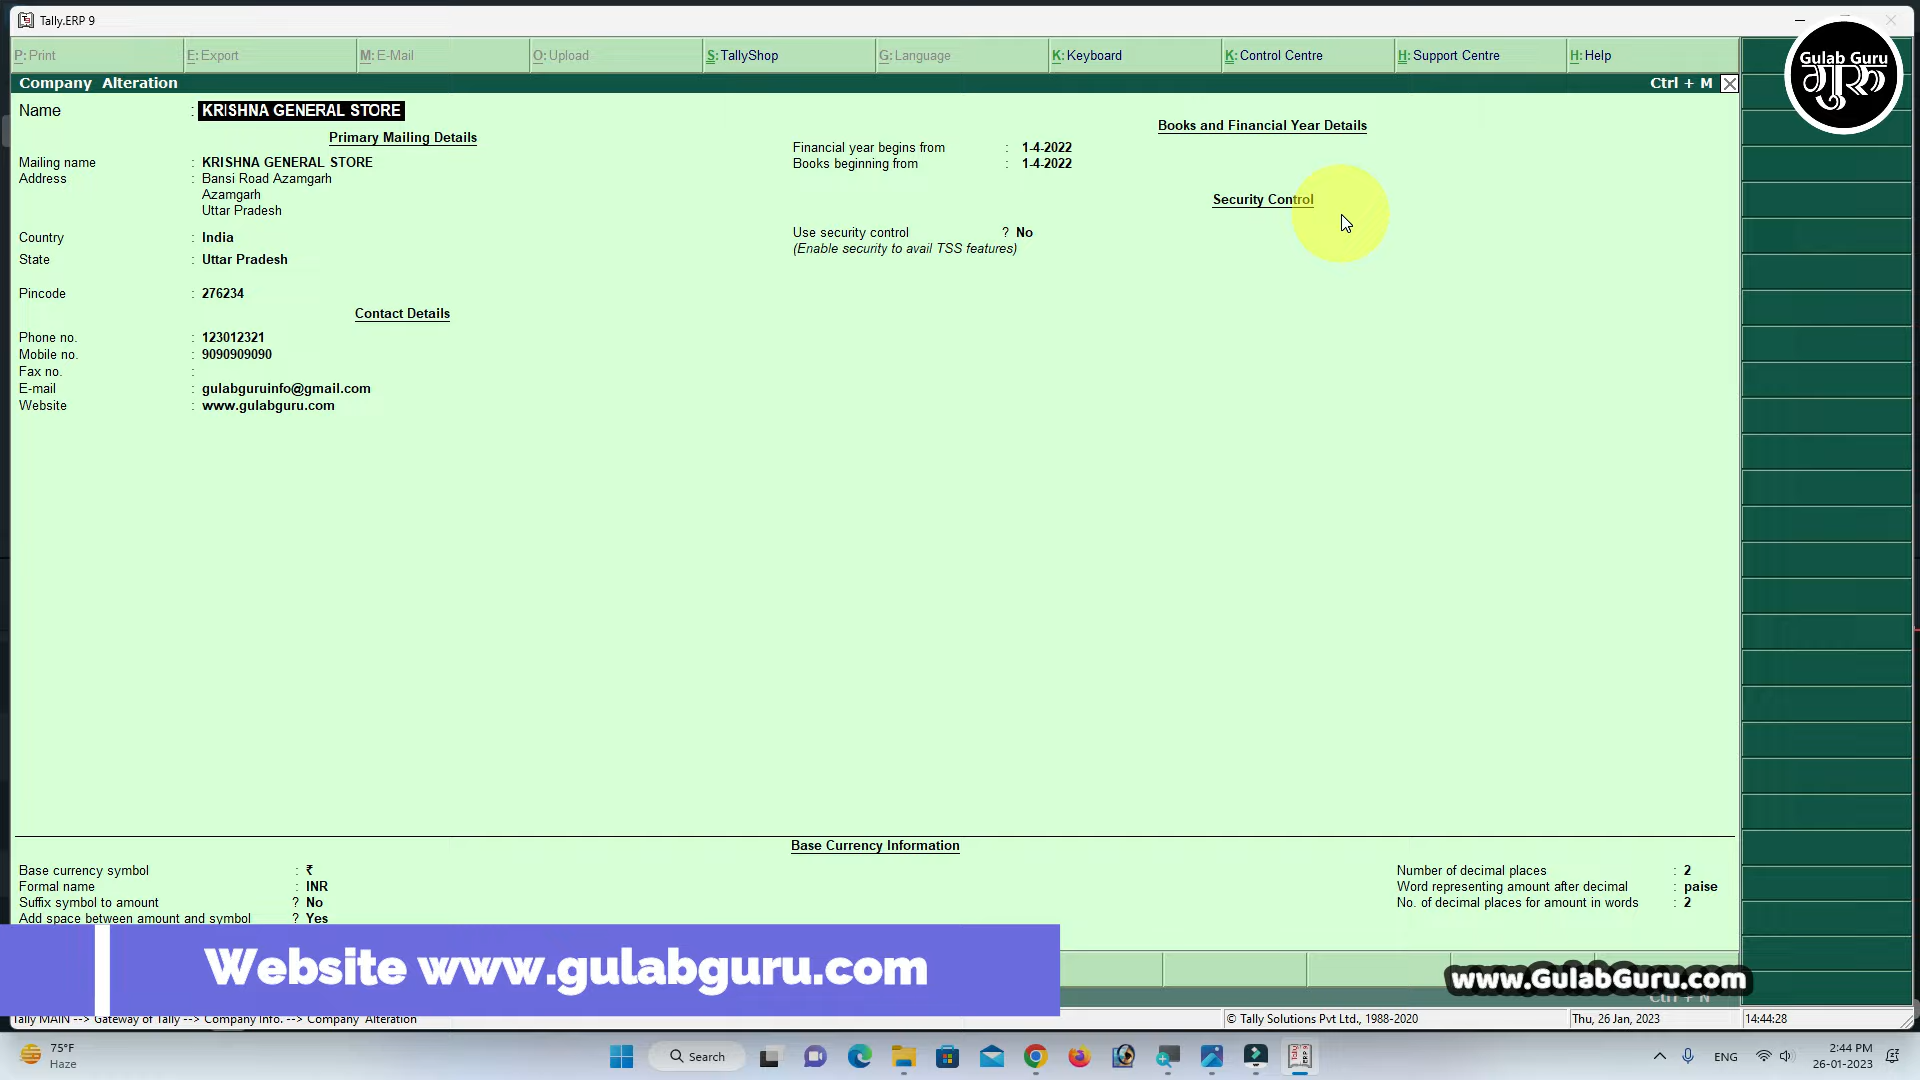 Tally.ERP 9
P: Print
E: Export
M: E-Mail
O: Upload
S: TallyShop
G: Language
K: Keyboard
K: Control Centre
H: Support Centre
H: Help
Gulab Guru
गुरू
Company Alteration
Ctrl + M
Name : KRISHNA GENERAL STORE
Primary Mailing Details
Mailing name : KRISHNA GENERAL STORE
Address : Bansi Road Azamgarh
Azamgarh
Uttar Pradesh
Country : India
State : Uttar Pradesh
Pincode : 276234
Contact Details
Phone no. : 123012321
Mobile no. : 9090909090
Fax no. :
E-mail : gulabguruinfo@gmail.com
Website : www.gulabguru.com
Books and Financial Year Details
Financial year begins from : 1-4-2022
Books beginning from : 1-4-2022
Security Control
Use security control ? No
(Enable security to avail TSS features)
Base Currency Information
Base currency symbol : ₹
Formal name : INR
Suffix symbol to amount ? No
Add space between amount and symbol ? Yes
Number of decimal places : 2
Word representing amount after decimal : paise
No. of decimal places for amount in words : 2
Website www.gulabguru.com
www.GulabGuru.com
Ctrl + N
Tally MAIN --> Gateway of Tally --> Company Info. --> Company Alteration
© Tally Solutions Pvt Ltd., 1988-2020
Thu, 26 Jan, 2023
14:44:28
75°F
Haze
Search
ENG
2:44 PM
26-01-2023